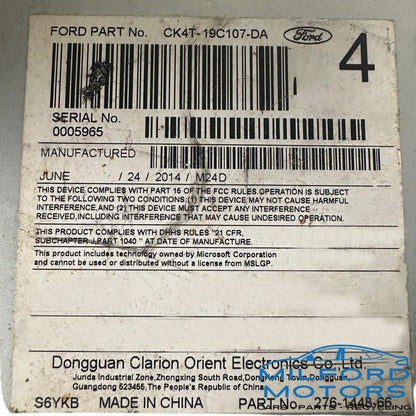 FORD PART No. CK4T-19C107-DA
Ford
4
SERIAL No.
0005965
MANUFACTURED
JUNE / 24 / 2014 / M24D
THIS DEVICE COMPLIES WITH PART 15 OF THE FCC RULES.OPERATION IS SUBJECT
TO THE FOLLOWING TWO CONDITIONS:(1) THIS DEVICE MAY NOT CAUSE HARMFUL
INTERFERENCE,AND (2) THIS DEVICE MUST ACCEPT ANY INTERFERENCE
RECEIVED,INCLUDING INTERFERENCE THAT MAY CAUSE UNDESIRED OPERATION.
THIS PRODUCT COMPLIES WITH DHHS RULES "21 CFR,
SUBCHAPTER J.PART 1040 " AT DATE OF MANUFACTURE.
This product includes technology owned by Microsoft Corporation
and cannot be used or distributed without a license from MSLGP.
MILFORD
MOTORS
Dongguan Clarion Orient Electronics Co.,Ltd.
Junda Industrial Zone,Zhongxing South Road,Dongkeng Town,Dongguan,
Guangdong 523455,The People's Republic of China
S6YKB MADE IN CHINA PART No. 276-1448-66